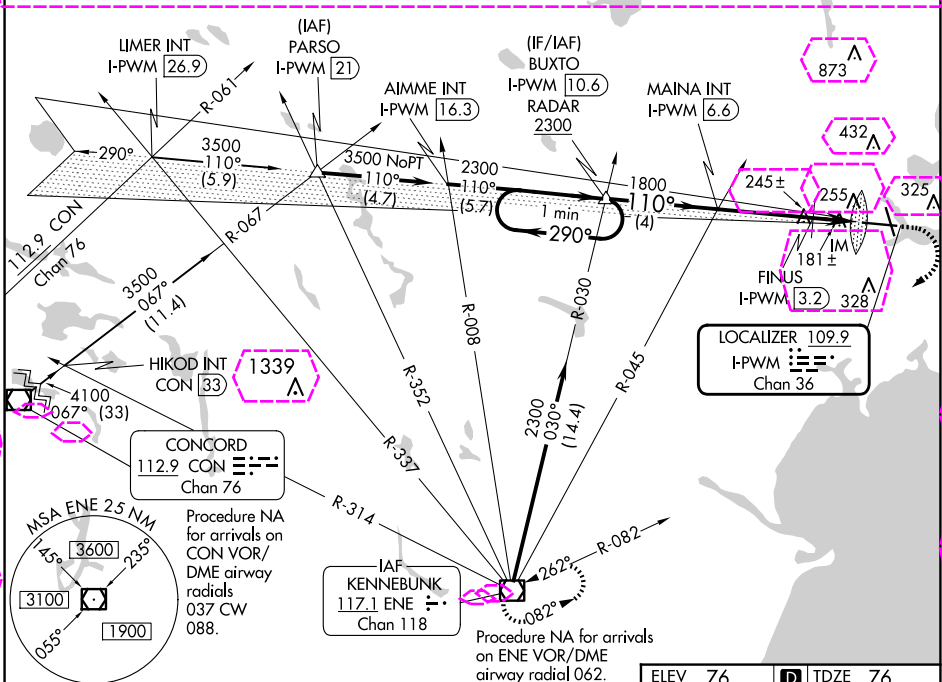 LIMER INT
I-PWM 26.9
(IAF)
PARSO
I-PWM 21
AIMME INT
I-PWM 16.3
(IF/IAF)
BUXTO
I-PWM 10.6
RADAR
2300
MAINA INT
I-PWM 6.6
873
432
325
245±
255
181±
IM
328
FINUS
I-PWM 3.2
R-061
290°
3500
110°
(5.9)
3500 NoPT
110°
(4.7)
2300
110°
(5.7)
1800
110°
(4)
1 min
290°
R-067
112.9 CON
Chan 76
3500
067°
(11.4)
HIKOD INT
CON 33
1339
4100
067° (33)
LOCALIZER 109.9
I-PWM
Chan 36
R-008
R-030
R-045
R-352
R-337
R-314
2300
030°
(14.4)
CONCORD
112.9 CON
Chan 76
MSA ENE 25 NM
145°
235°
055°
3600
3100
1900
Procedure NA
for arrivals on
CON VOR/
DME airway
radials
037 CW
088.
IAF
KENNEBUNK
117.1 ENE
Chan 118
262°
R-082
082°
Procedure NA for arrivals
on ENE VOR/DME
airway radial 062.
ELEV 76
D TDZE 76